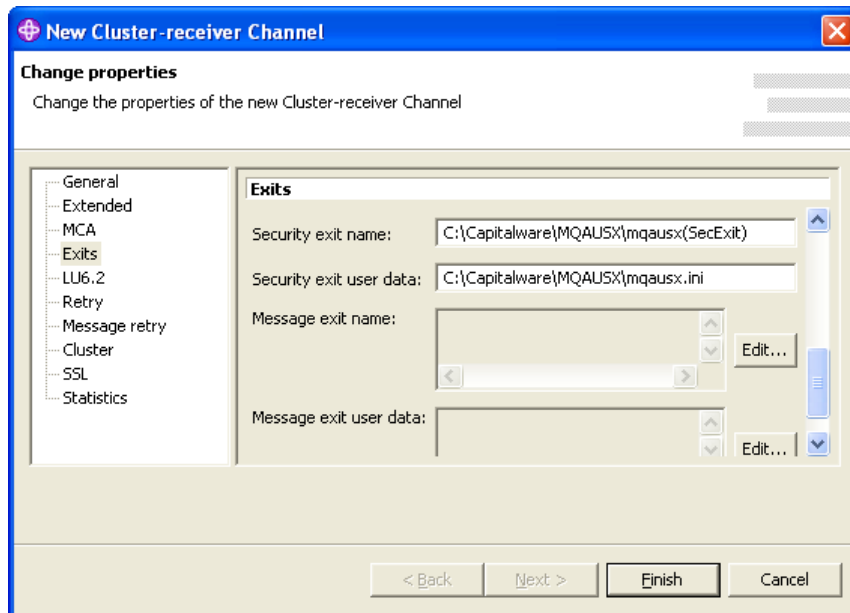 New Cluster-receiver Channel
Change properties
Change the properties of the new Cluster-receiver Channel
General
Extended
MCA
Exits
LU6.2
Retry
Message retry
Cluster
SSL
Statistics
Exits
Security exit name: C:\Capitalware\MQAUSX\mqausx(SecExit)
Security exit user data: C:\Capitalware\MQAUSX\mqausx.ini
Message exit name:
Edit...
Message exit user data:
Edit...
< Back Next > Finish Cancel